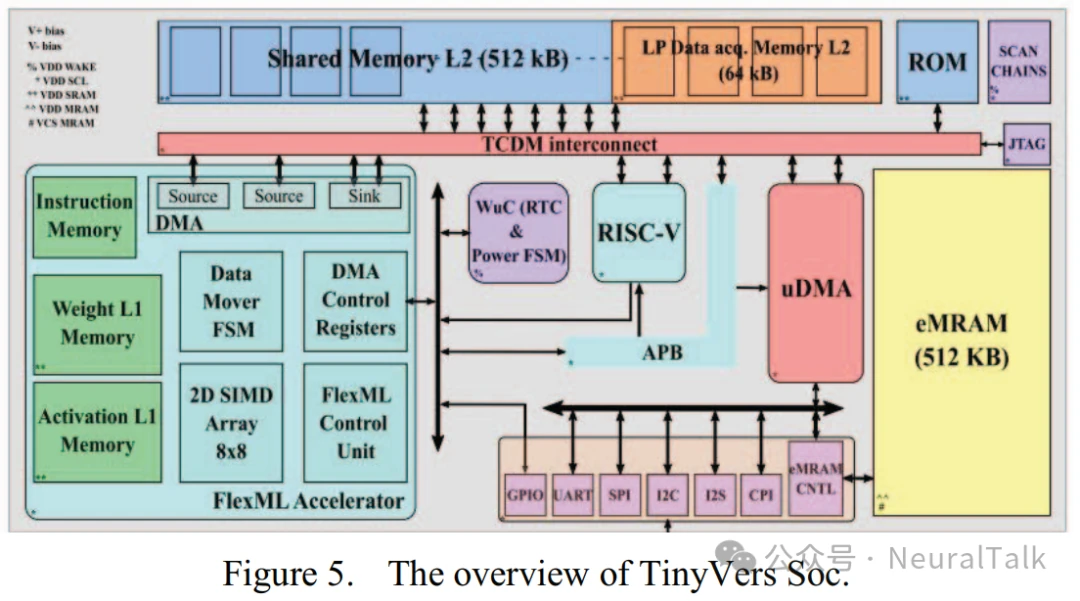 V+ bias
V- bias
% VDD WAKE
* VDD SCL
** VDD SRAM
^^ VDD MRAM
# VCS MRAM
Shared Memory L2 (512 kB)
**
LP Data acq. Memory L2
(64 kB)
**
ROM
**
SCAN
CHAINS
%
*
TCDM interconnect
*
JTAG
*
Instruction
Memory
Source
Source
Sink
DMA
WuC (RTC
&
Power FSM)
%
RISC-V
*
uDMA
*
eMRAM
(512 KB)
^^
#
Weight L1
Memory
**
Data
Mover
FSM
DMA
Control
Registers
APB
*
Activation L1
Memory
**
2D SIMD
Array
8x8
FlexML
Control
Unit
FlexML Accelerator
*
GPIO
UART
SPI
I2C
I2S
CPI
eMRAM
CNTL
*
Figure 5. The overview of TinyVers Soc.
公众号 · NeuralTalk